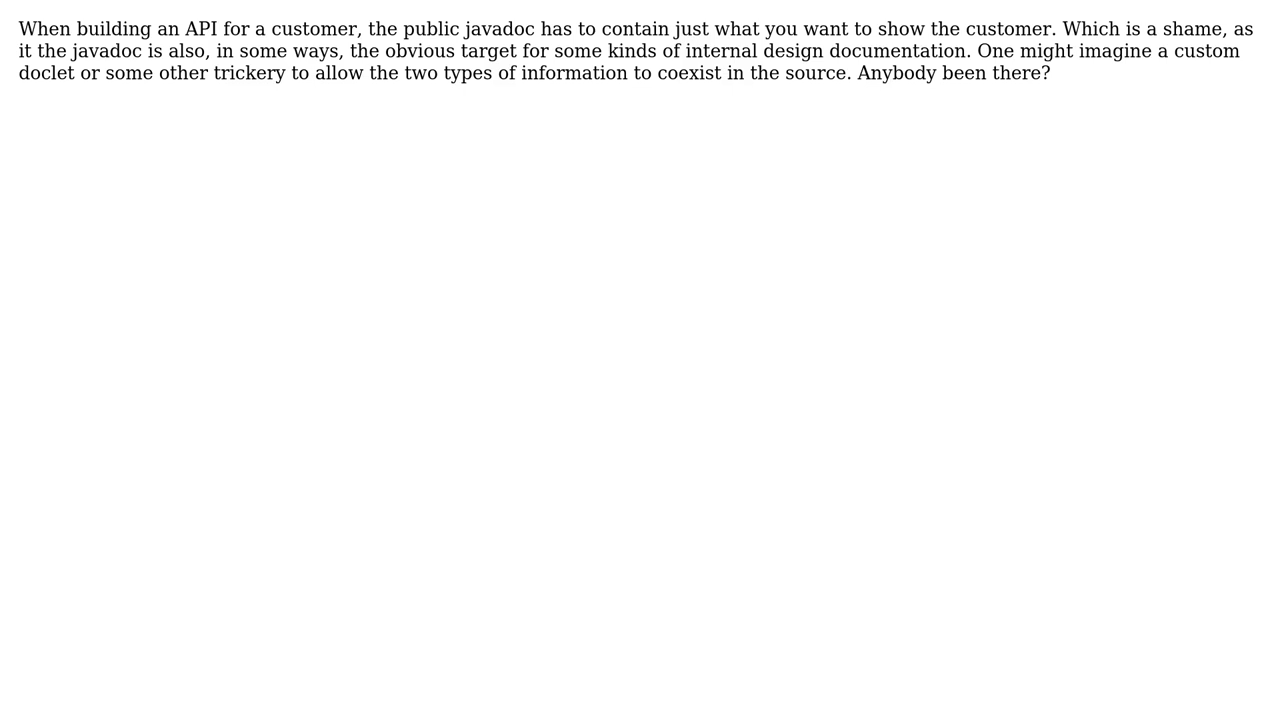 When building an API for a customer, the public javadoc has to contain just what you want to show the customer. Which is a shame, as
it the javadoc is also, in some ways, the obvious target for some kinds of internal design documentation. One might imagine a custom
doclet or some other trickery to allow the two types of information to coexist in the source. Anybody been there?